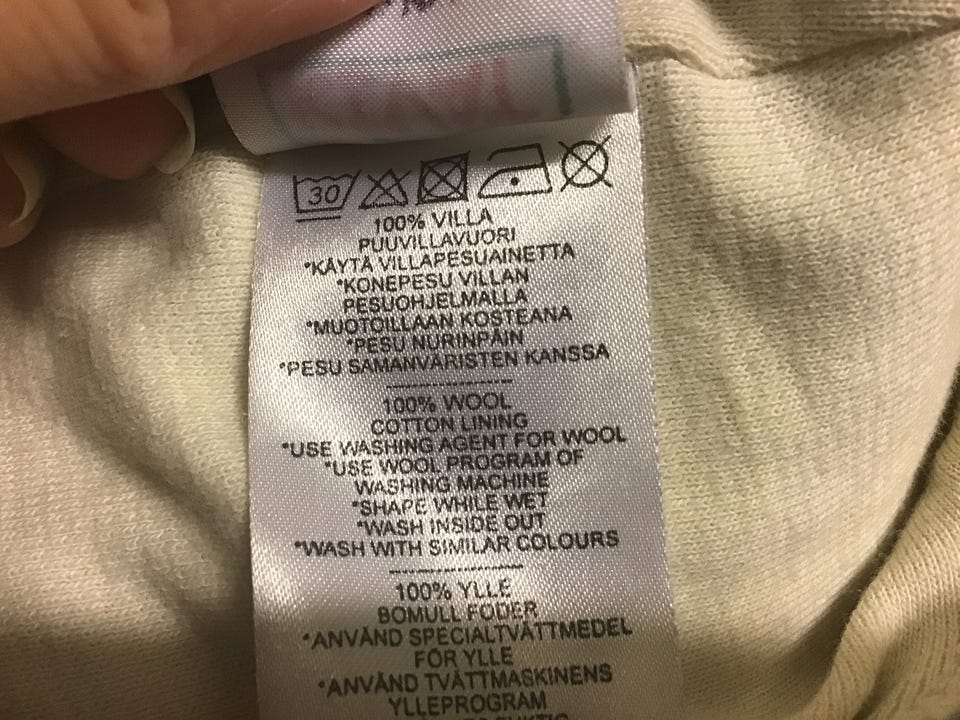 30
100% VILLA
PUUVILLAVUORI
*KÄYTÄ VILLAPESUAINETTA
*KONEPESU VILLAN
PESUOHJELMALLA
*MUOTOILLAAN KOSTEANA
*PESU NURINPÄIN
*PESU SAMANVÄRISTEN KANSSA
100% WOOL
COTTON LINING
*USE WASHING AGENT FOR WOOL
*USE WOOL PROGRAM OF
WASHING MACHINE
*SHAPE WHILE WET
*WASH INSIDE OUT
*WASH WITH SIMILAR COLOURS
100% YLLE
BOMULL FODER
*ANVÄND SPECIALTVÄTTMEDEL
FÖR YLLE
*ANVÄND TVÄTTMASKINENS
YLLEPROGRAM